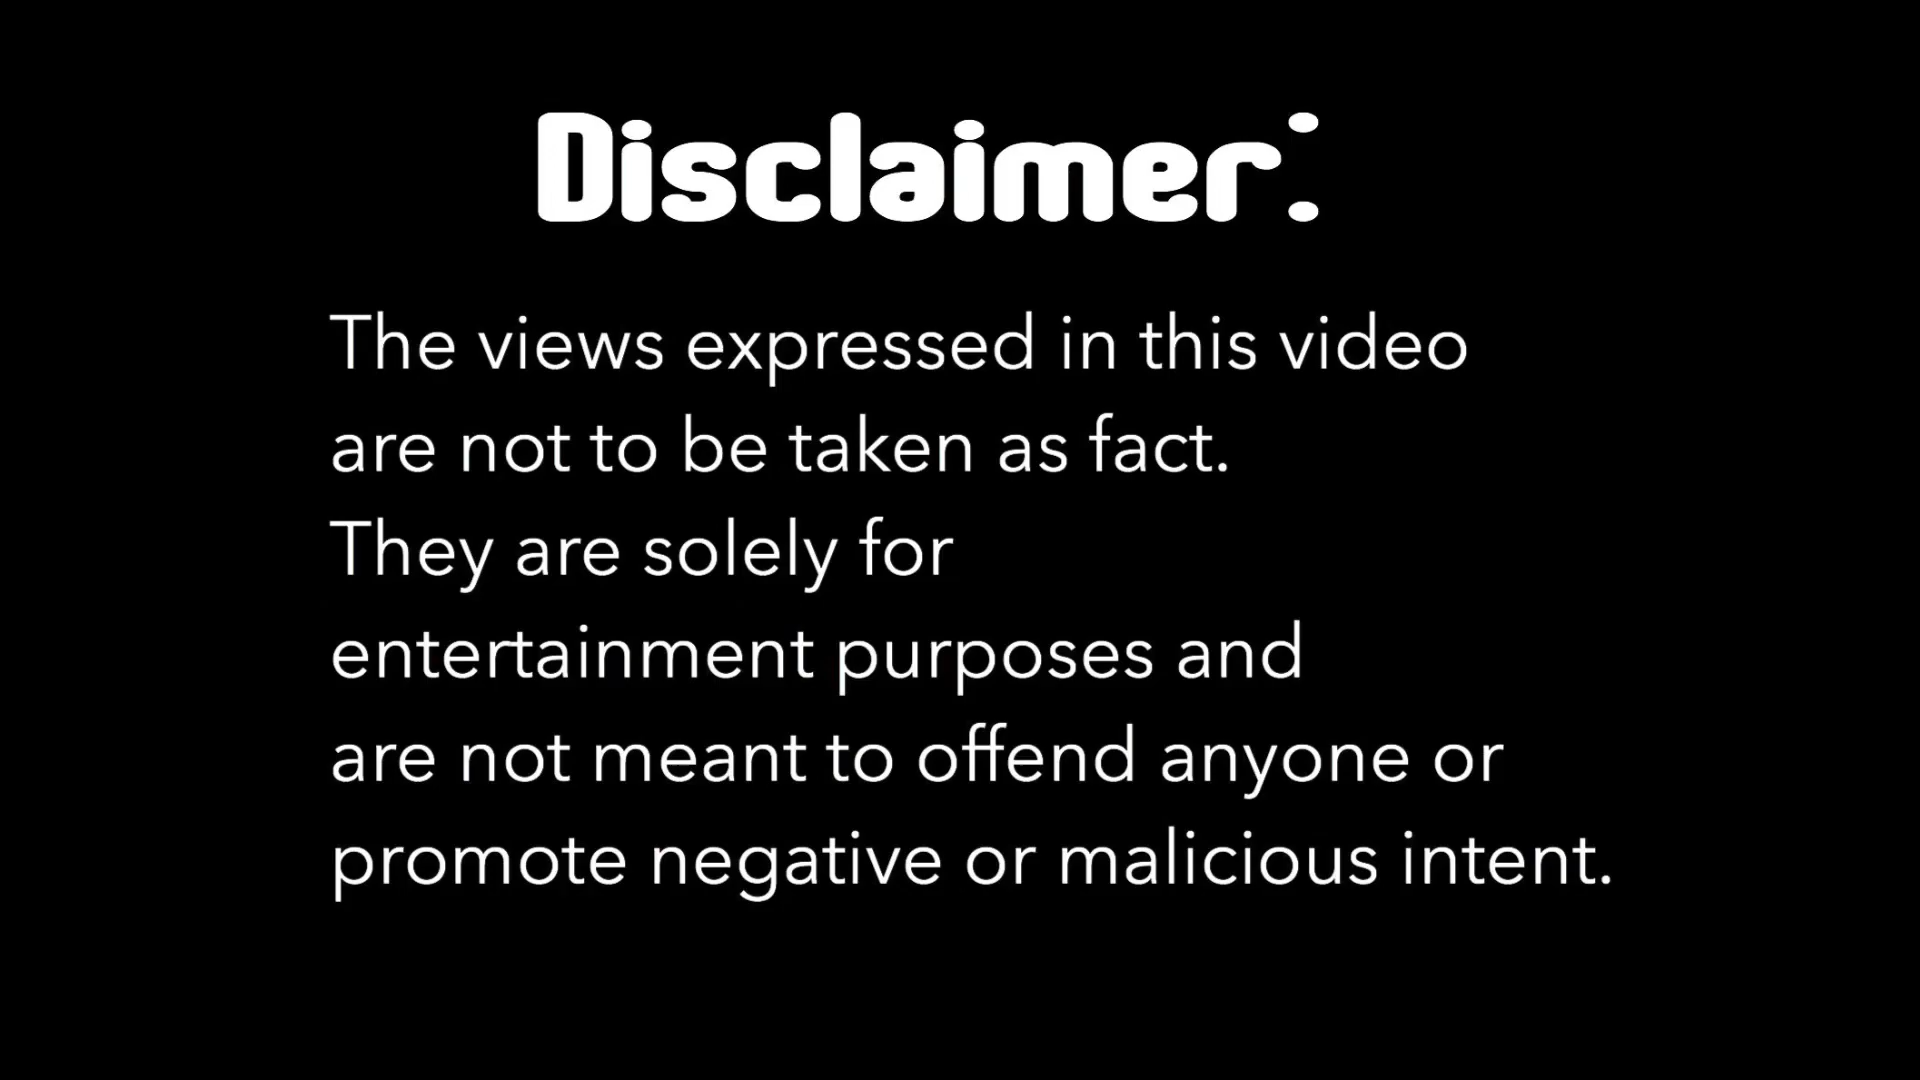 Disclaimer:
The views expressed in this video
are not to be taken as fact.
They are solely for
entertainment purposes and
are not meant to offend anyone or
promote negative or malicious intent.